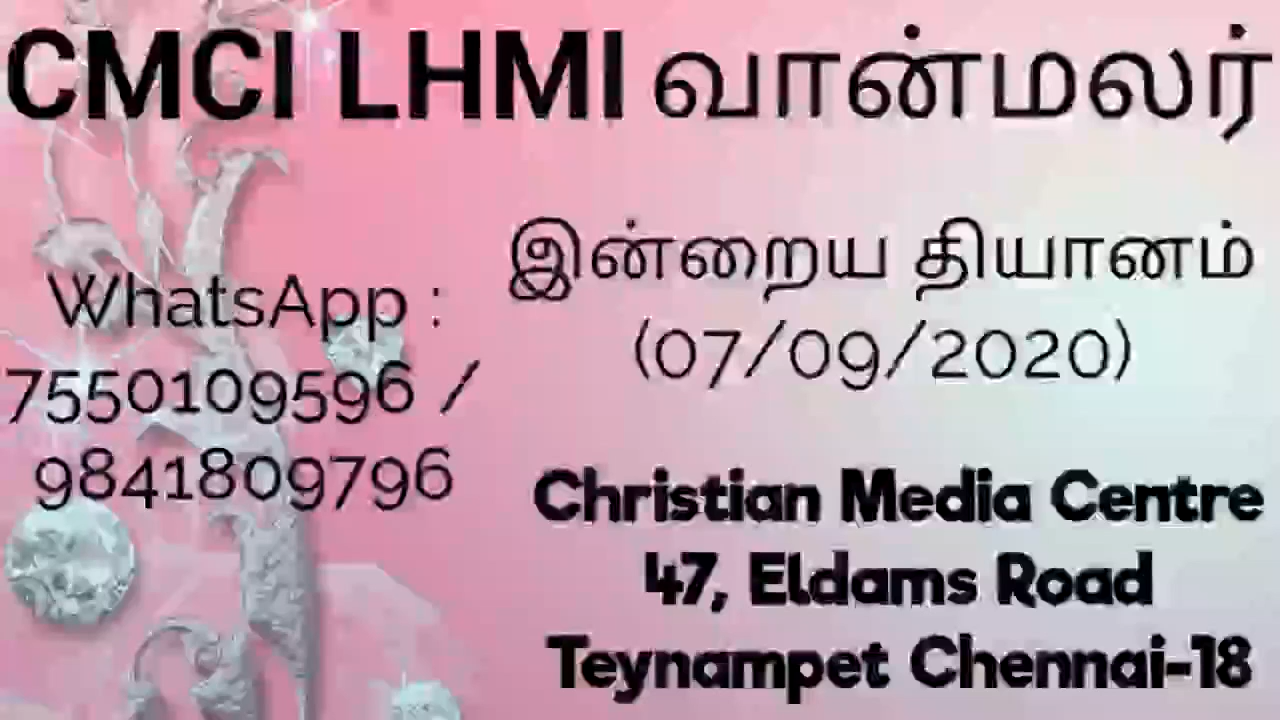 CMCI LHMI வான்மலர்
இன்றைய தியானம்
(07/09/2020)
WhatsApp :
7550109596 /
9841809796
Christian Media Centre
47, Eldams Road
Teynampet Chennai-18